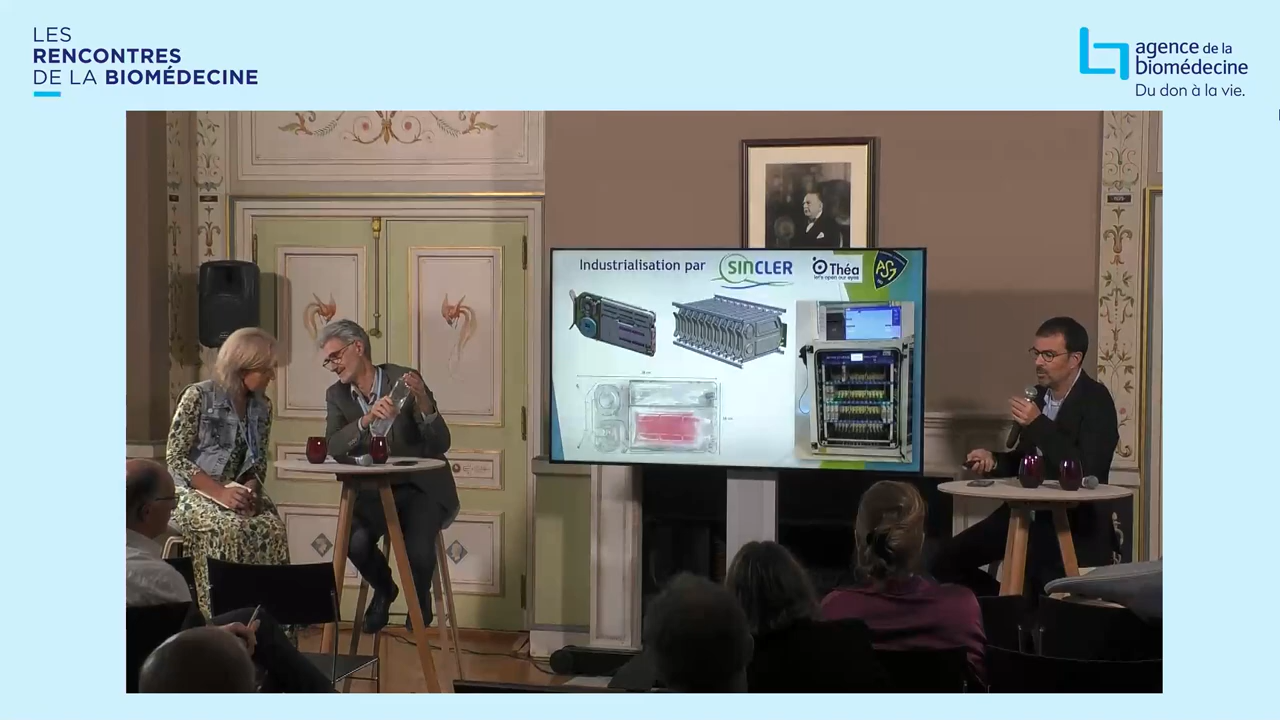 LES
RENCONTRES
DE LA BIOMÉDECINE
agence de la
biomédecine
Du don à la vie.
Industrialisation par
SINCLER
Théa
let's open our eyes